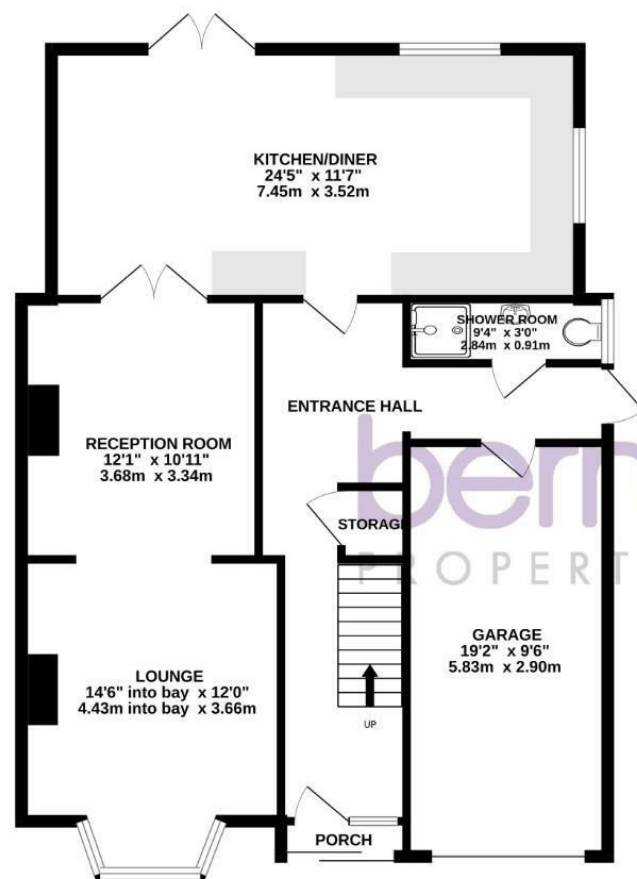 KITCHEN/DINER
24'5" x 11'7"
7.45m x 3.52m
SHOWER ROOM
9'4" x 3'0"
2.84m x 0.91m
ENTRANCE HALL
RECEPTION ROOM
12'1" x 10'11"
3.68m x 3.34m
STORAGE
GARAGE
19'2" x 9'6"
5.83m x 2.90m
LOUNGE
14'6" into bay x 12'0"
4.43m into bay x 3.66m
UP
PORCH